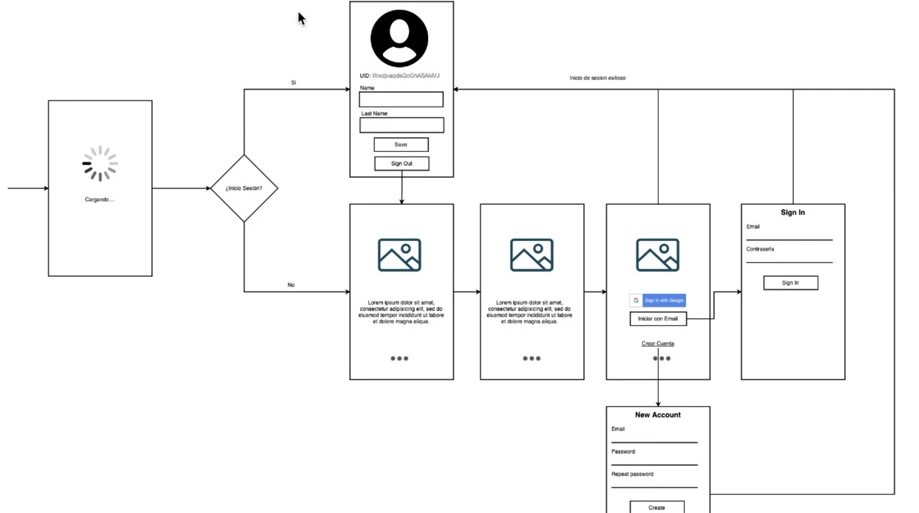 Cargando...
¿Inicio Sesión?
Si
No
UID:
Name
Last Name
Save
Sign Out
Inicio de sesion exitoso
Lorem ipsum dolor sit amet,
consectetur adipiscing elit, sed do
eiusmod tempor incididunt ut labore
et dolore magna aliqua.
Lorem ipsum dolor sit amet,
consectetur adipiscing elit, sed do
eiusmod tempor incididunt ut labore
et dolore magna aliqua.
G Sign in with Google
Iniciar con Email
Crear Cuenta
Sign In
Email
Contraseña
Sign In
New Account
Email
Password
Repeat password
Create